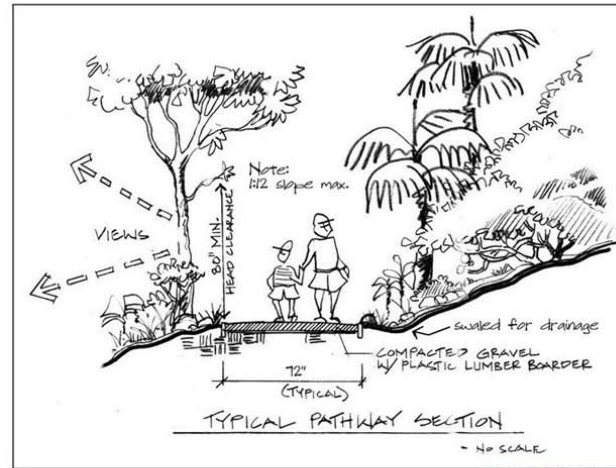 Note:
1:12 slope max.
VIEWS
80" MIN.
HEAD CLEARANCE
swaled for drainage
COMPACTED GRAVEL
W/ PLASTIC LUMBER BOARDER
72"
(TYPICAL)
TYPICAL PATHWAY SECTION
- NO SCALE